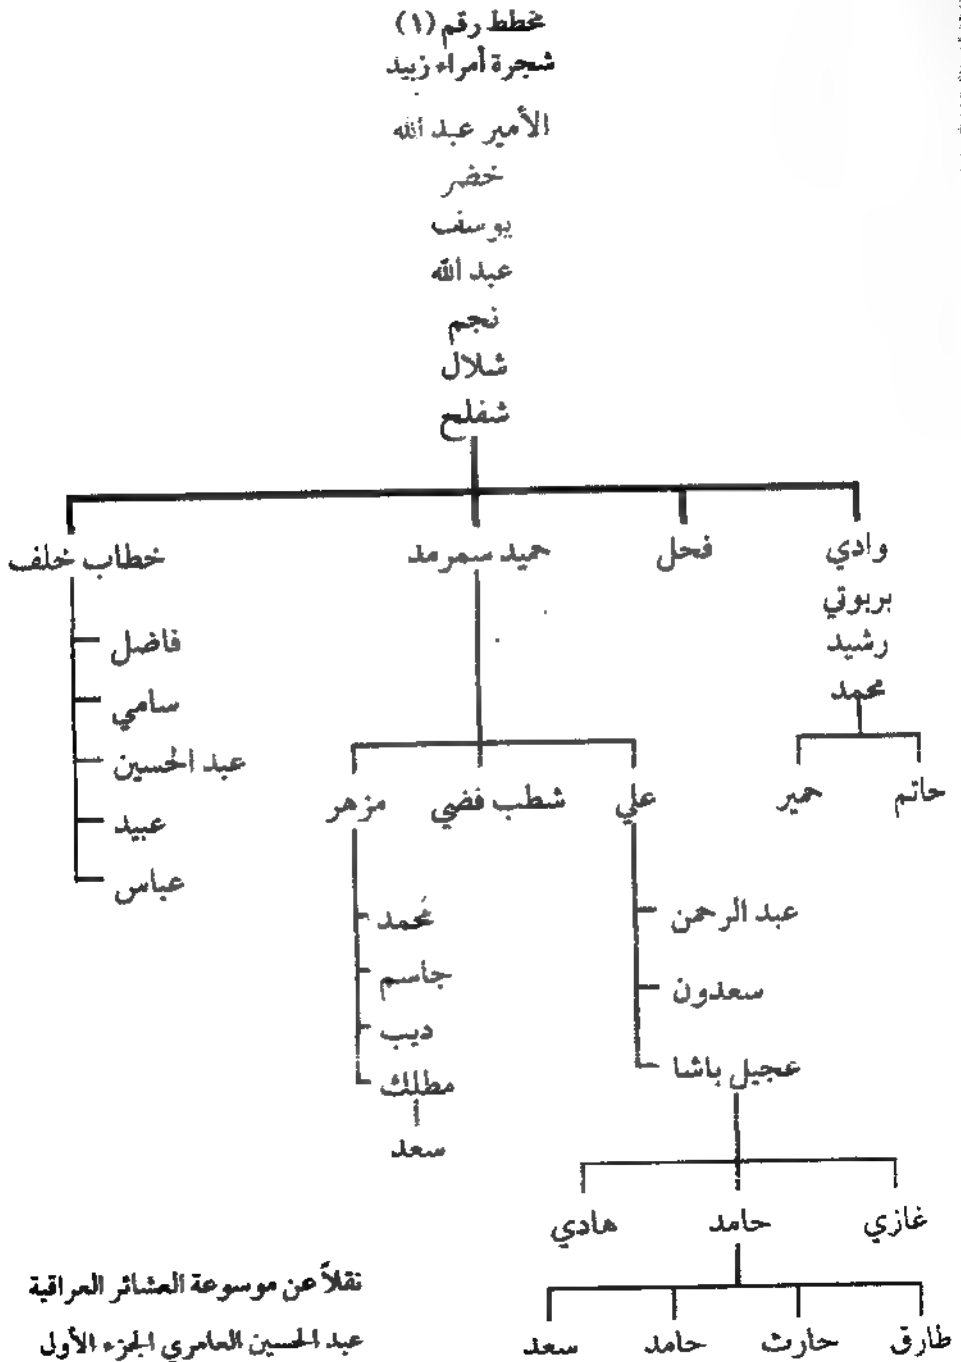 مخطط رقم (١)
شجرة أمراء زبيد
الأمير عبد الله
خضر
يوسف
عبد الله
نجم
شلال
شفلح
وادي فحل حميد سمرمد خطاب خلف
بربوتي
رشيد
محمد
فاضل
سامي
عبد الحسين
عبيد
عباس
حاتم حمير علي شطب فضي مزهر
عبد الرحمن
سعدون
عجيل باشا
محمد
جاسم
ديب
مطلك
سعد
غازي حامد هادي
طارق حارث حامد سعد
نقلاً عن موسوعة العشائر العراقية
عبد الحسين العامري الجزء الأول